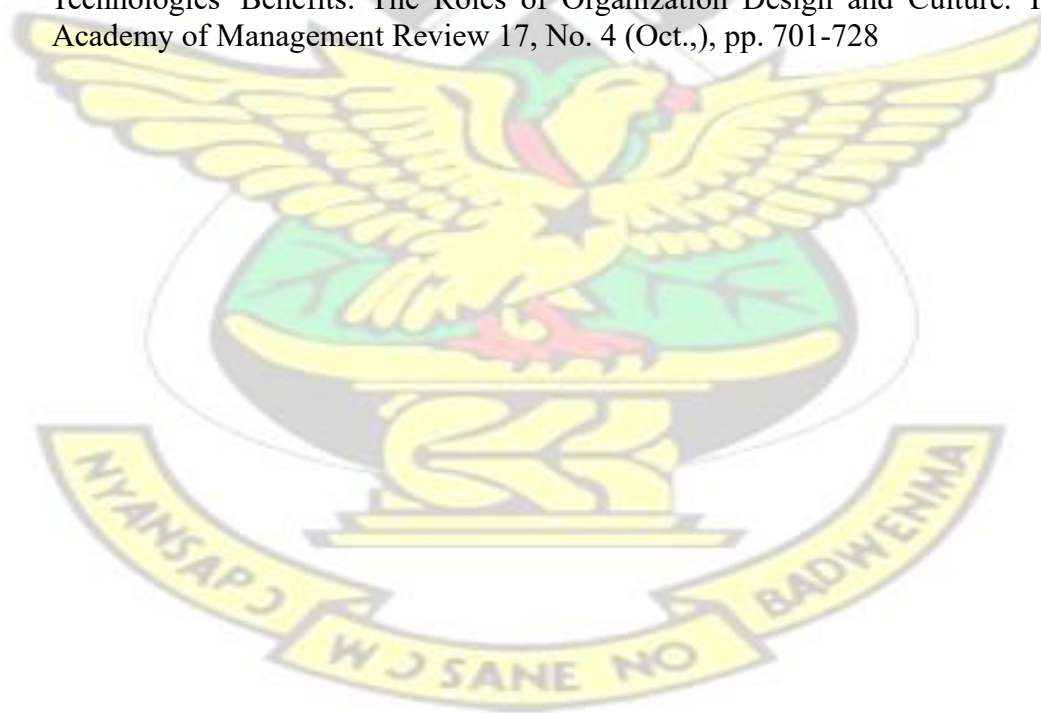 Technologies' Benefits: The Roles of Organization Design and Culture.
Academy of Management Review 17, No. 4 (Oct.,), pp. 701-728
NYANSAPƆ
WƆSANE NO
BADWENMA